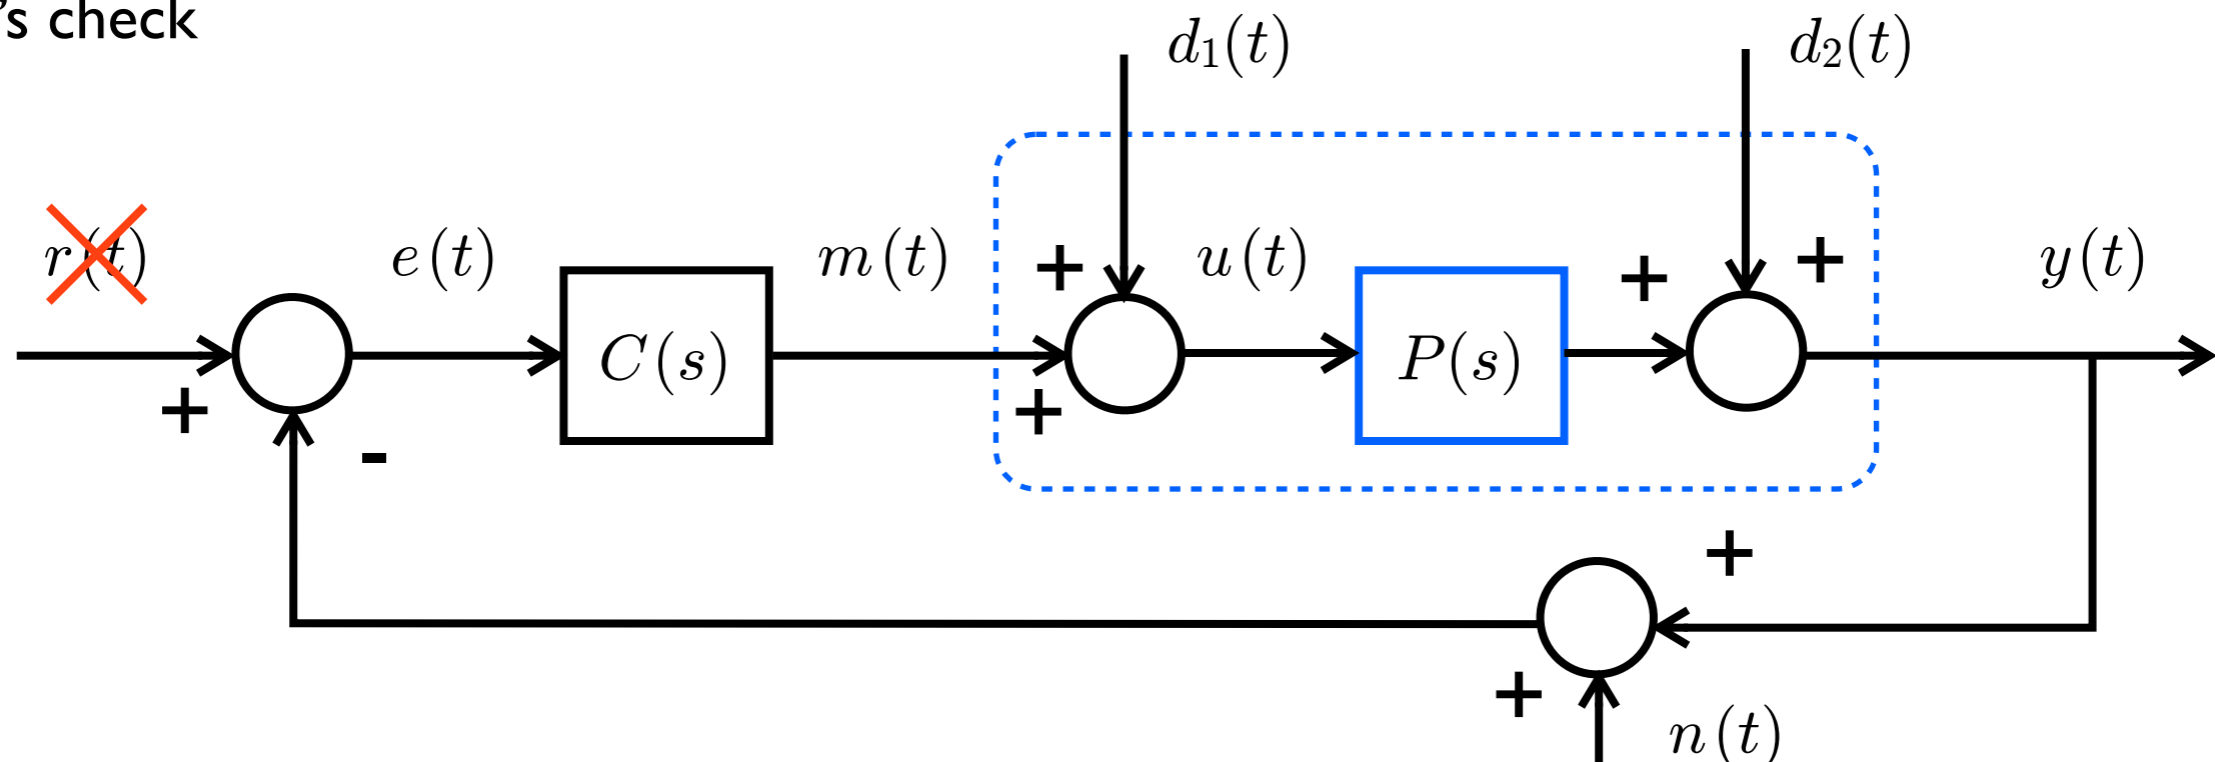 's check
d₁(t)
d₂(t)
r(t)
e(t)
m(t)
+
u(t)
+
+
y(t)
C(s)
P(s)
+
+
-
+
+
n(t)